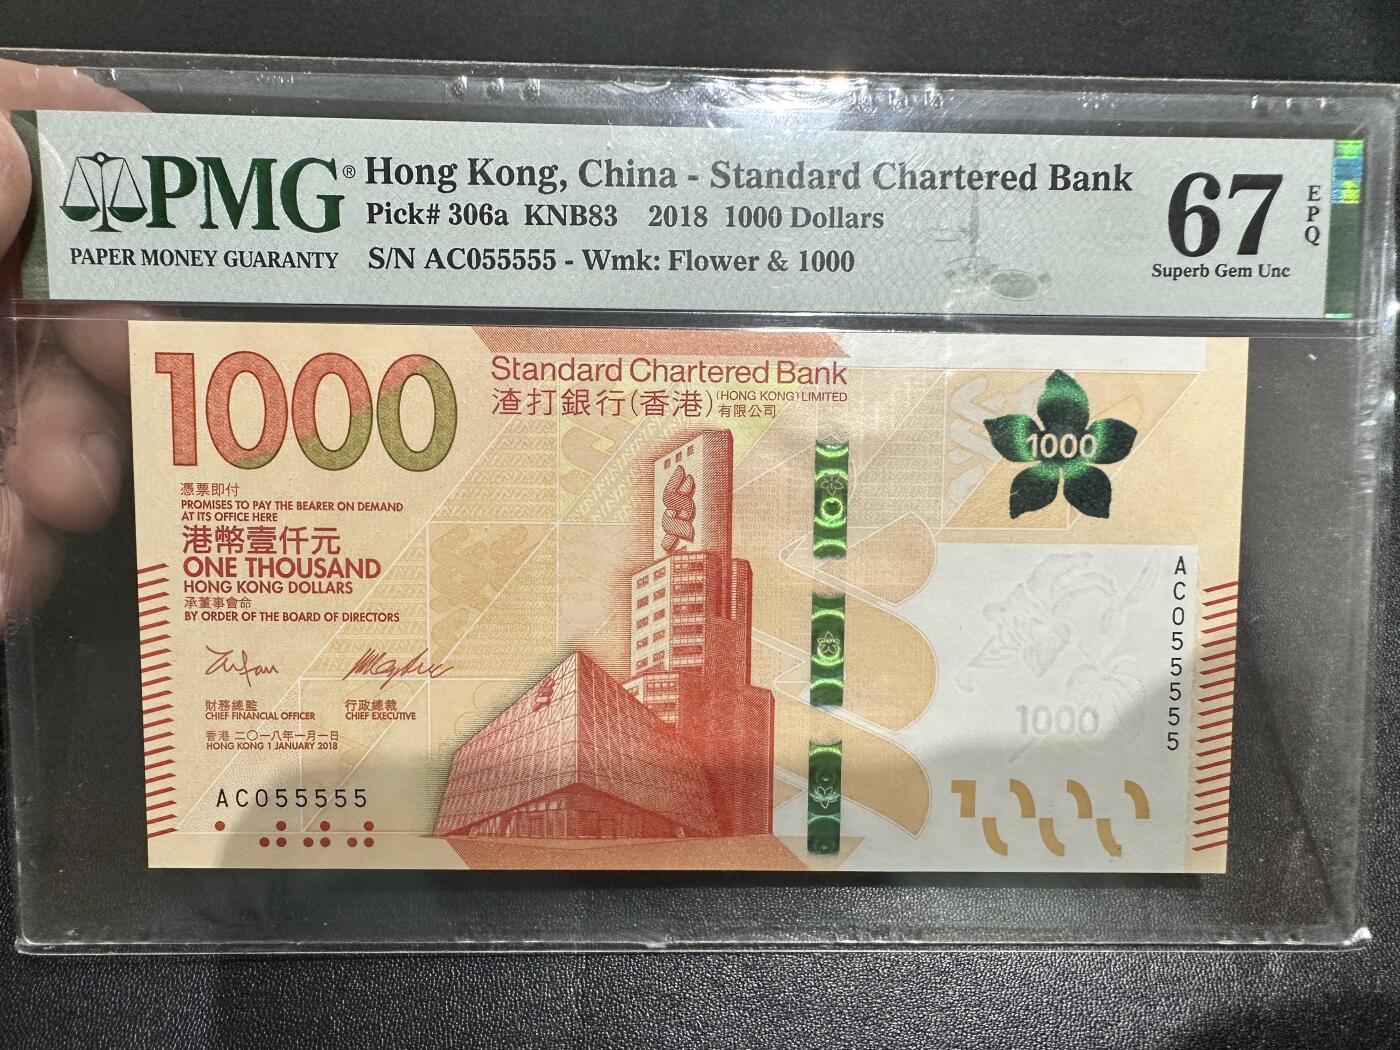 PMG®
PAPER MONEY GUARANTY
Hong Kong, China - Standard Chartered Bank
Pick# 306a KNB83 2018 1000 Dollars
S/N AC055555 - Wmk: Flower & 1000
67
EPQ
Superb Gem Unc
1000
Standard Chartered Bank
渣打銀行(香港)
(HONG KONG) LIMITED
有限公司
憑票即付
PROMISES TO PAY THE BEARER ON DEMAND
AT ITS OFFICE HERE
港幣壹仟元
ONE THOUSAND
HONG KONG DOLLARS
承董事會命
BY ORDER OF THE BOARD OF DIRECTORS
財務總監
CHIEF FINANCIAL OFFICER
行政總裁
CHIEF EXECUTIVE
香港 二〇一八年一月一日
HONG KONG 1 JANUARY 2018
AC055555
1000
AC055555
1000